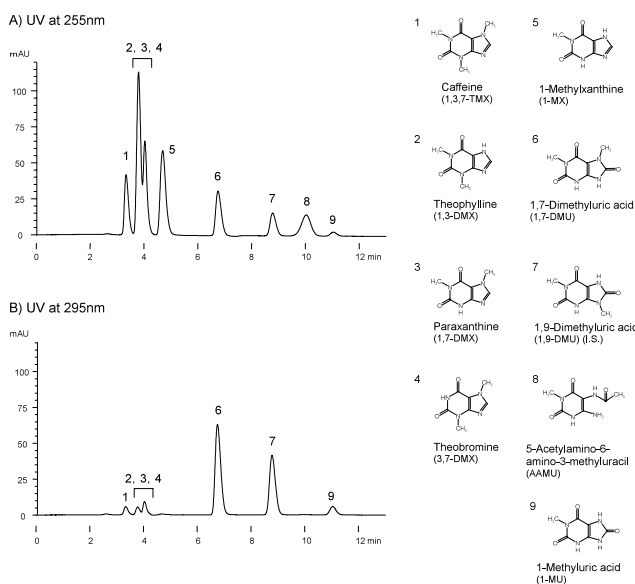 A) UV at 255nm
mAU
2, 3, 4
1
5
6
7
8
9
100
75
50
25
0
0 2 4 6 8 10 12 min
B) UV at 295nm
mAU
100
75
50
25
0
2, 3, 4
1
6
7
9
0 2 4 6 8 10 12 min
1
Caffeine
(1,3,7-TMX)
2
Theophylline
(1,3-DMX)
3
Paraxanthine
(1,7-DMX)
4
Theobromine
(3,7-DMX)
5
1-Methylxanthine
(1-MX)
6
1,7-Dimethyluric acid
(1,7-DMU)
7
1,9-Dimethyluric acid
(1,9-DMU) (I.S.)
8
5-Acetylamino-6-
amino-3-methyluracil
(AAMU)
9
1-Methyluric acid
(1-MU)